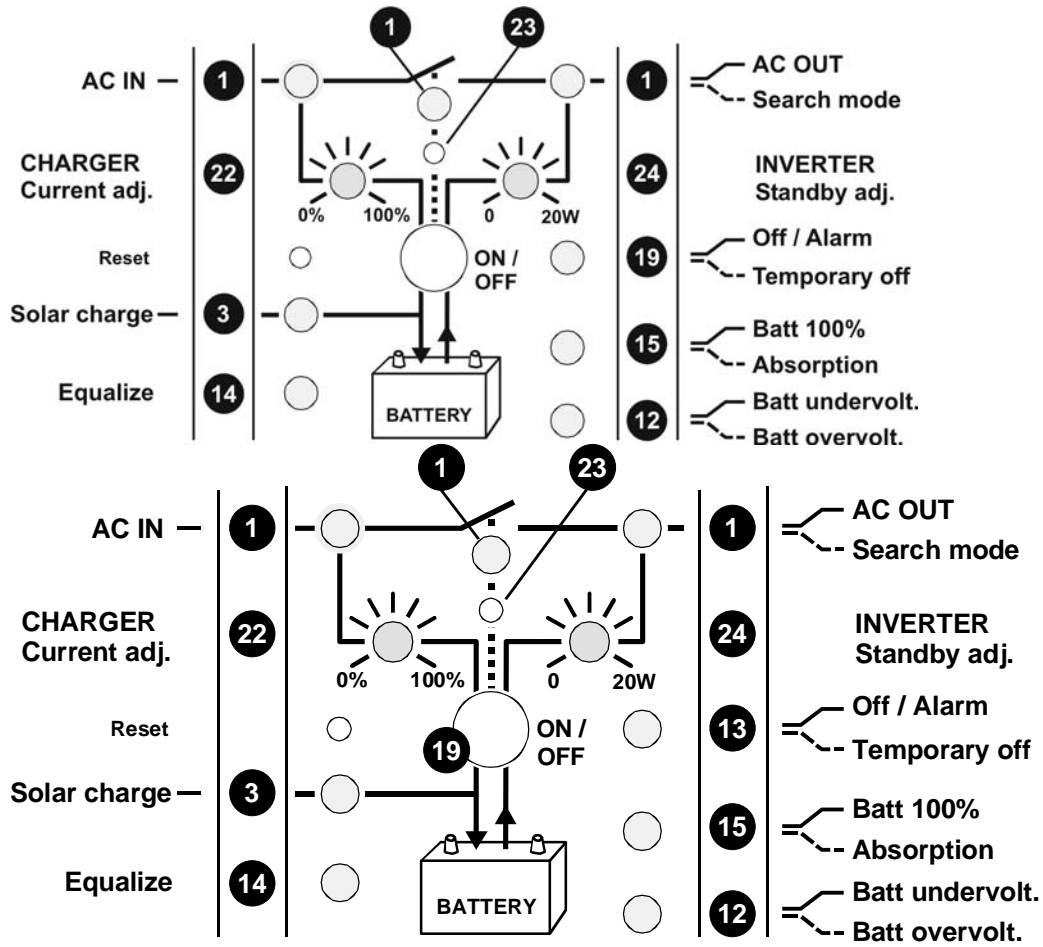 1 23
AC IN 1 1 AC OUT
Search mode
CHARGER 22 24 INVERTER
Current adj. Standby adj.
0% 100% 0 20W
Reset ON / 19 Off / Alarm
OFF Temporary off
Solar charge 3 15 Batt 100%
Absorption
Equalize 14 BATTERY 12 Batt undervolt.
Batt overvolt.
1 23
AC IN 1 1 AC OUT
Search mode
CHARGER 22 24 INVERTER
Current adj. Standby adj.
0% 100% 0 20W
Reset 19 ON / 13 Off / Alarm
OFF Temporary off
Solar charge 3 15 Batt 100%
Absorption
Equalize 14 BATTERY 12 Batt undervolt.
Batt overvolt.